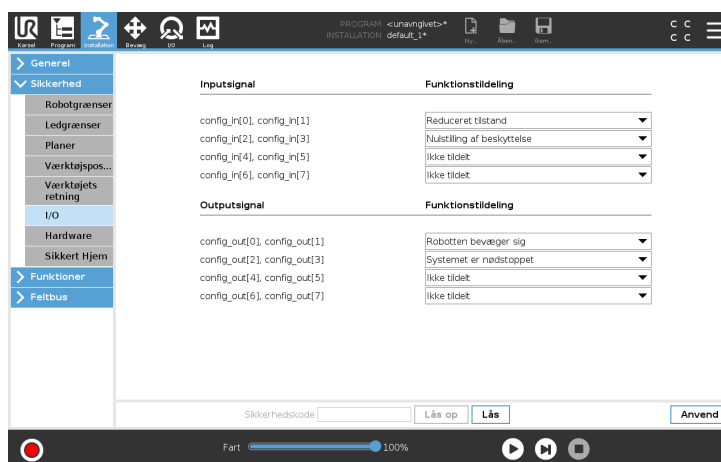 PROGRAM <unavngivet>*
INSTALLATION default_1*
Ny... Åben... Gem...
C C
C C
Kørsel Program Installation Bevæg I/O Log
Generel
Sikkerhed
Robotgrænser
Ledgrænser
Planer
Værktøjspos...
Værktøjets
retning
I/O
Hardware
Sikkert Hjem
Funktioner
Feltbus
Inputsignal Funktionstildeling
config_in[0], config_in[1] Reduceret tilstand
config_in[2], config_in[3] Nulstilling af beskyttelse
config_in[4], config_in[5] Ikke tildelt
config_in[6], config_in[7] Ikke tildelt
Outputsignal Funktionstildeling
config_out[0], config_out[1] Robotten bevæger sig
config_out[2], config_out[3] Systemet er nødstoppet
config_out[4], config_out[5] Ikke tildelt
config_out[6], config_out[7] Ikke tildelt
Sikkerhedskode Lås op Lås Anvend
Fart 100%